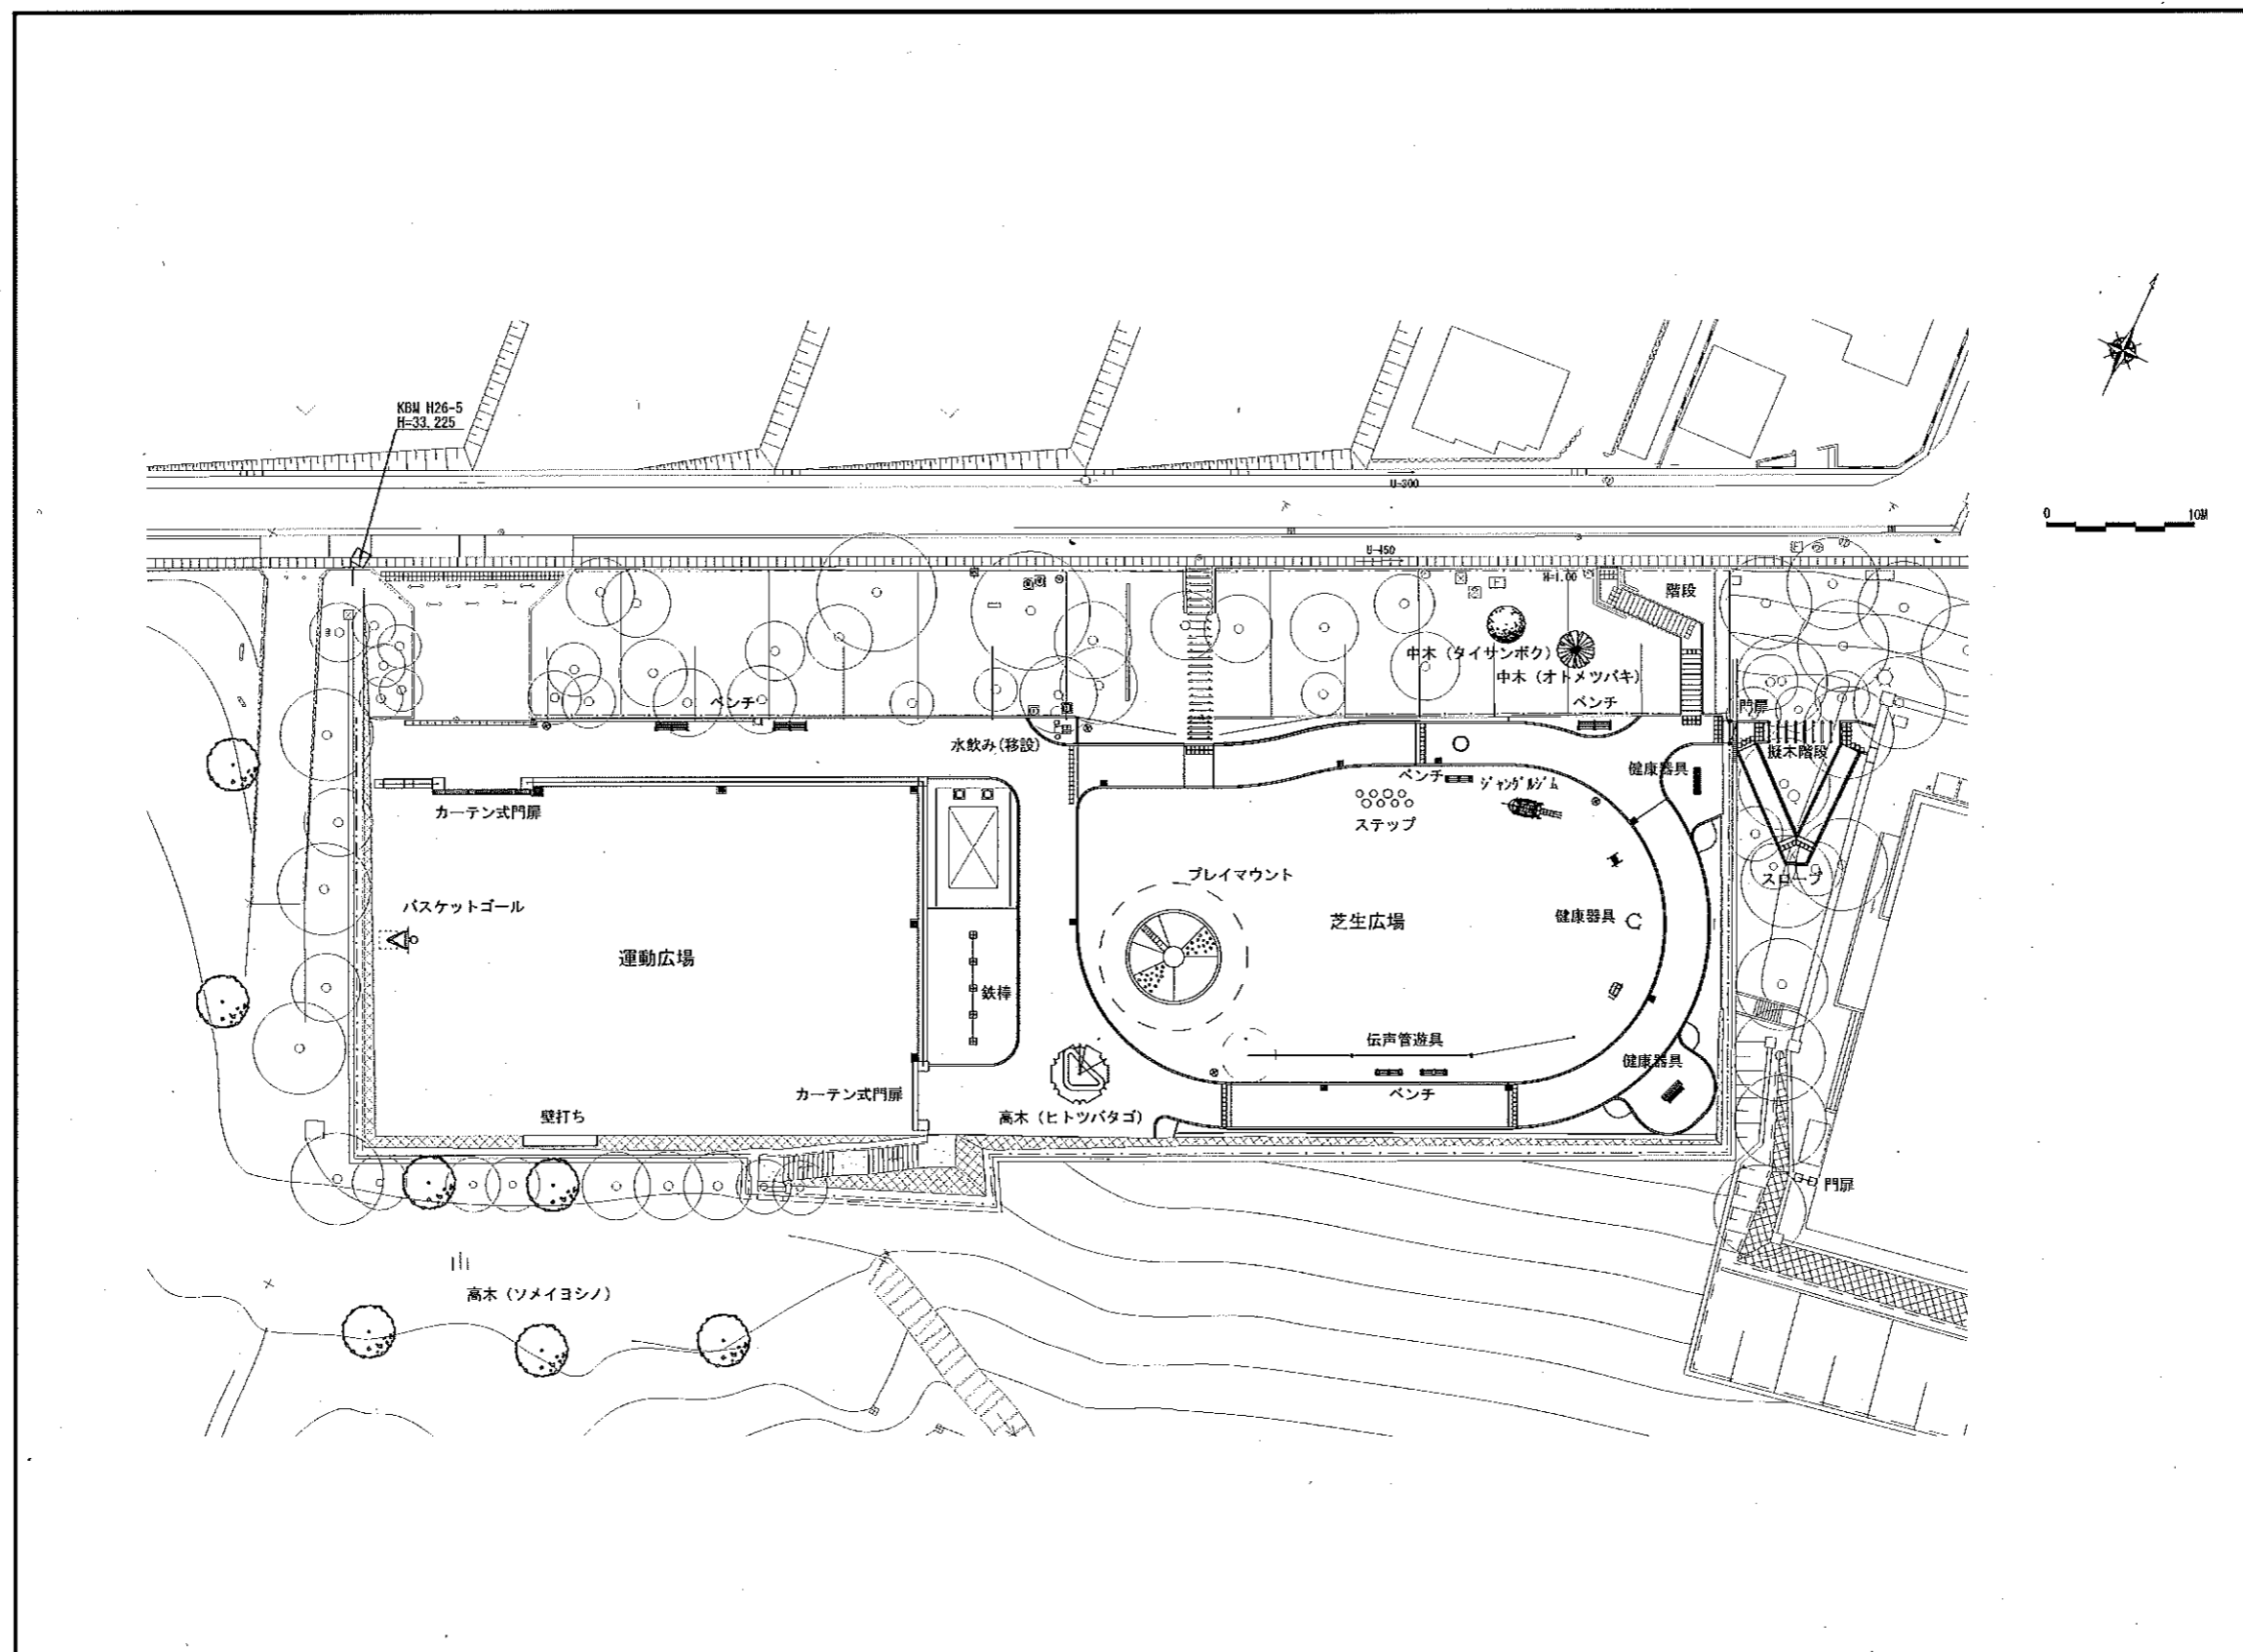 KBM H26-5
H=33.225
0 10M
U-300
U-450
H=1.00
階段
中木（タイサンボク）
中木（オトメツバキ）
ベンチ
ベンチ
門扉
水飲み(移設)
擬木階段
ベンチ
ジャングルジム
健康器具
カーテン式門扉
ステップ
プレイマウント
スロープ
バスケットゴール
芝生広場
健康器具
運動広場
鉄棒
伝声管遊具
健康器具
カーテン式門扉
ベンチ
壁打ち
高木（ヒトツバタゴ）
門扉
高木（ソメイヨシノ）